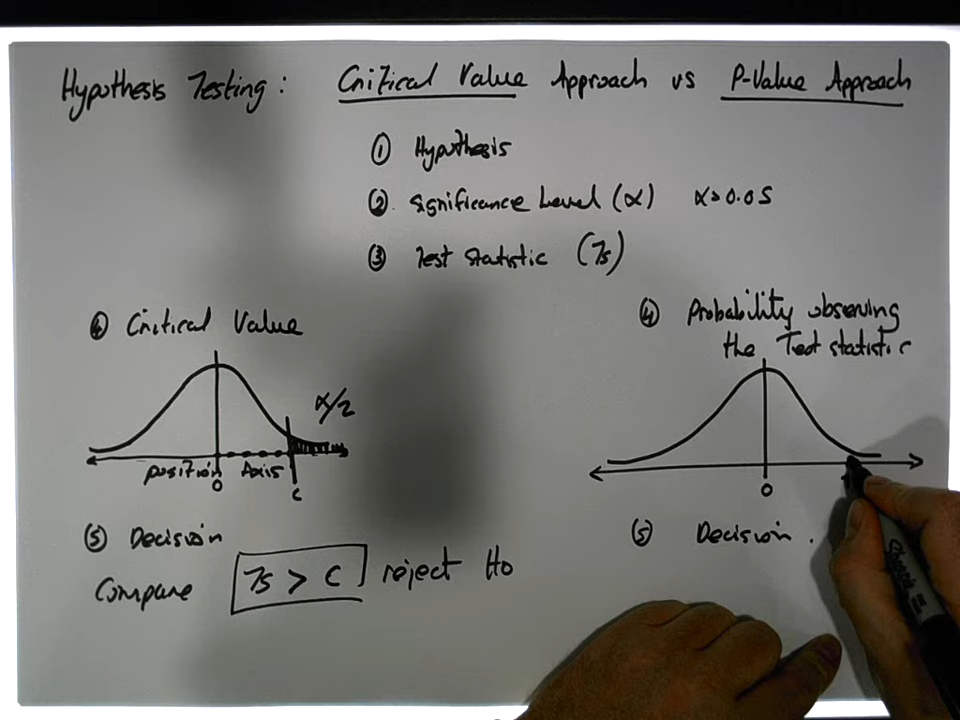 Hypothesis Testing : Critical Value Approach vs P-Value Approach
① Hypothesis
② Significance Level (α) α=0.05
③ Test Statistic (Ts)
④ Critical Value
α/2
position Axis
0
c
⑤ Decision
Compare Ts > C reject Ho
④ Probability observing
the Test statistic
0
⑤ Decision .
Sharpie